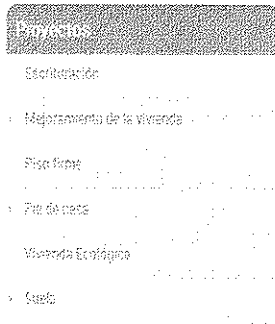 Proyectos
Escrituración
Mejoramiento de la vivienda
Piso firme
Pie de casa
Vivienda Ecológica
Suelo